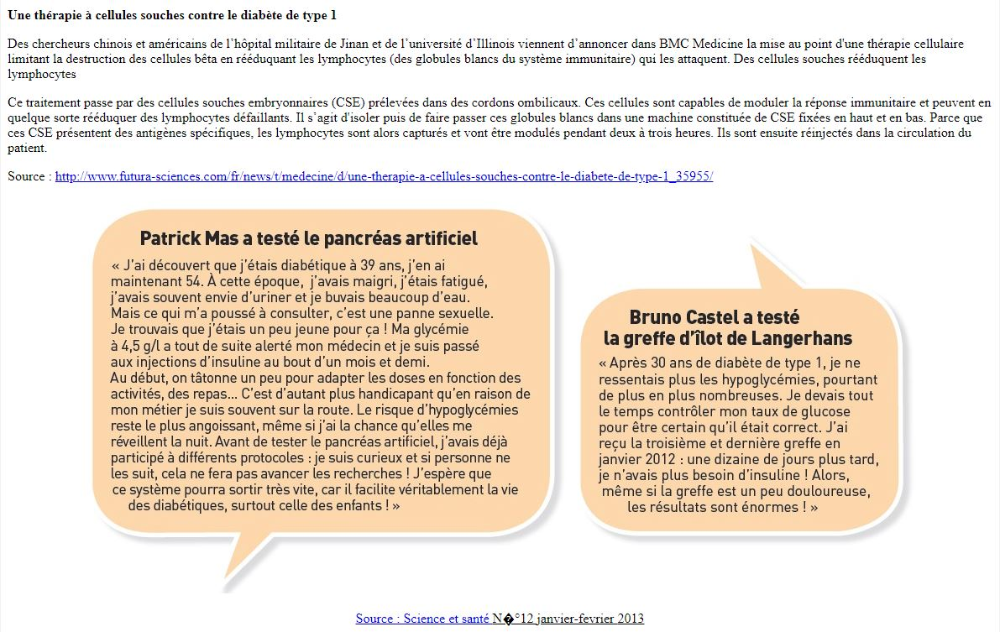 Une thérapie à cellules souches contre le diabète de type 1
Des chercheurs chinois et américains de l’hôpital militaire de Jinan et de l’université d’Illinois viennent d’annoncer dans BMC Medicine la mise au point d'une thérapie cellulaire
limitant la destruction des cellules bêta en rééduquant les lymphocytes (des globules blancs du système immunitaire) qui les attaquent. Des cellules souches rééduquent les
lymphocytes
Ce traitement passe par des cellules souches embryonnaires (CSE) prélevées dans des cordons ombilicaux. Ces cellules sont capables de moduler la réponse immunitaire et peuvent en
quelque sorte rééduquer des lymphocytes défaillants. Il s’agit d'isoler puis de faire passer ces globules blancs dans une machine constituée de CSE fixées en haut et en bas. Parce que
ces CSE présentent des antigènes spécifiques, les lymphocytes sont alors capturés et vont être modulés pendant deux à trois heures. Ils sont ensuite réinjectés dans la circulation du
patient.
Source : http://www.futura-sciences.com/fr/news/t/medecine/d/une-therapie-a-cellules-souches-contre-le-diabete-de-type-1_35955/
Patrick Mas a testé le pancréas artificiel
« J’ai découvert que j’étais diabétique à 39 ans, j’en ai
maintenant 54. À cette époque, j’avais maigri, j’étais fatigué,
j’avais souvent envie d’uriner et je buvais beaucoup d’eau.
Mais ce qui m’a poussé à consulter, c’est une panne sexuelle.
Je trouvais que j’étais un peu jeune pour ça ! Ma glycémie
à 4,5 g/l a tout de suite alerté mon médecin et je suis passé
aux injections d’insuline au bout d’un mois et demi.
Au début, on tâtonne un peu pour adapter les doses en fonction des
activités, des repas... C’est d’autant plus handicapant qu’en raison de
mon métier je suis souvent sur la route. Le risque d’hypoglycémies
reste le plus angoissant, même si j’ai la chance qu’elles me
réveillent la nuit. Avant de tester le pancréas artificiel, j’avais déjà
participé à différents protocoles : je suis curieux et si personne ne
les suit, cela ne fera pas avancer les recherches ! J’espère que
ce système pourra sortir très vite, car il facilite véritablement la vie
des diabétiques, surtout celle des enfants ! »
Bruno Castel a testé
la greffe d’îlot de Langerhans
« Après 30 ans de diabète de type 1, je ne
ressentais plus les hypoglycémies, pourtant
de plus en plus nombreuses. Je devais tout
le temps contrôler mon taux de glucose
pour être certain qu’il était correct. J’ai
reçu la troisième et dernière greffe en
janvier 2012 : une dizaine de jours plus tard,
je n’avais plus besoin d’insuline ! Alors,
même si la greffe est un peu douloureuse,
les résultats sont énormes ! »
Source : Science et santé N�°12 janvier-fevrier 2013